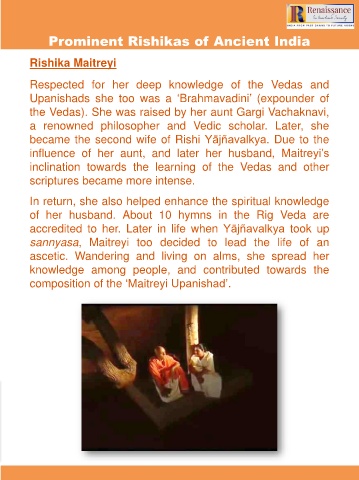 Renaissance
Prominent Rishikas of Ancient India
Rishika Maitreyi
Respected for her deep knowledge of the Vedas and
Upanishads she too was a ‘Brahmavadini’ (expounder of
the Vedas). She was raised by her aunt Gargi Vachaknavi,
a renowned philosopher and Vedic scholar. Later, she
became the second wife of Rishi Yājñavalkya. Due to the
influence of her aunt, and later her husband, Maitreyi’s
inclination towards the learning of the Vedas and other
scriptures became more intense.
In return, she also helped enhance the spiritual knowledge
of her husband. About 10 hymns in the Rig Veda are
accredited to her. Later in life when Yājñavalkya took up
sannyasa, Maitreyi too decided to lead the life of an
ascetic. Wandering and living on alms, she spread her
knowledge among people, and contributed towards the
composition of the ‘Maitreyi Upanishad’.